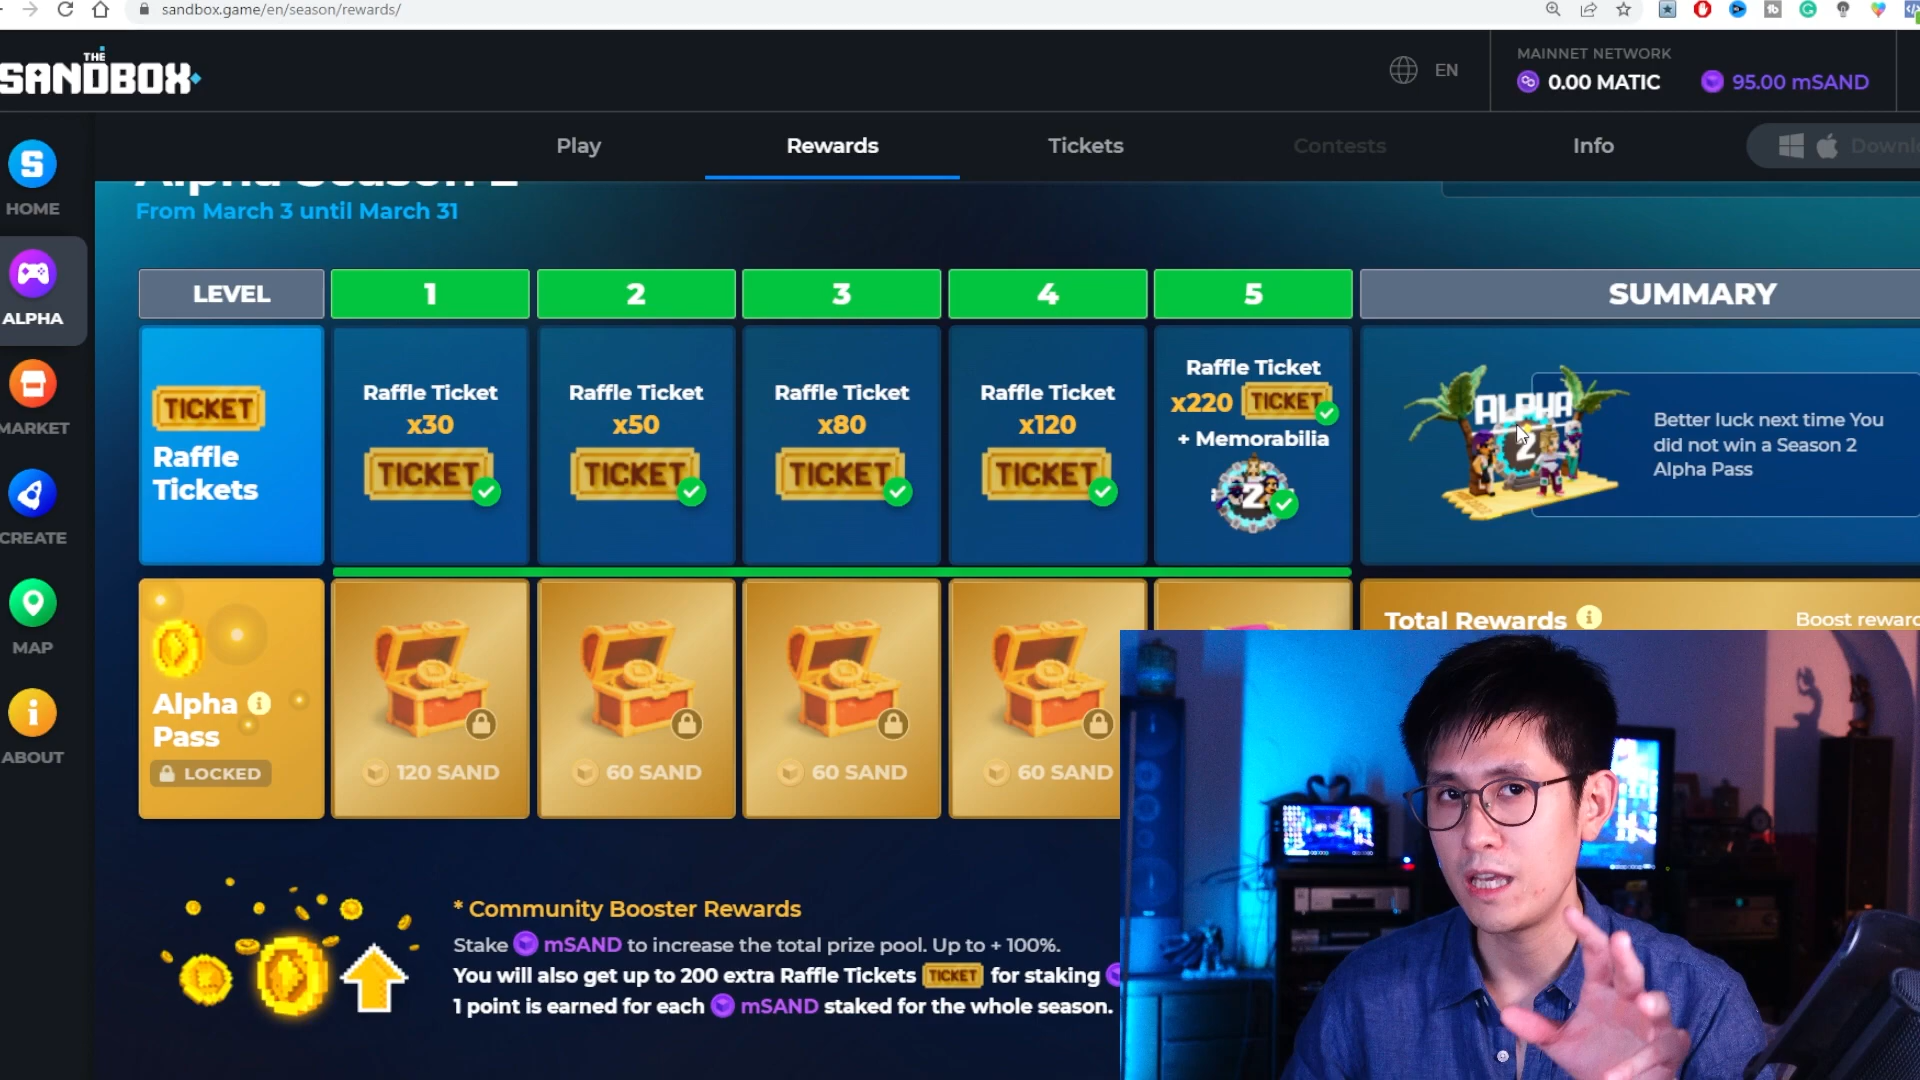 sandbox.game/en/season/rewards/
THE
SANDBOX
EN
MAINNET NETWORK
0.00 MATIC
95.00 mSAND
Play
Rewards
Tickets
Contests
Info
HOME
ALPHA
MARKET
CREATE
MAP
ABOUT
Alpha Season 2
From March 3 until March 31
LEVEL 1 2 3 4 5 SUMMARY
TICKET
Raffle
Tickets
Raffle Ticket
x30
TICKET
Raffle Ticket
x50
TICKET
Raffle Ticket
x80
TICKET
Raffle Ticket
x120
TICKET
Raffle Ticket
x220 TICKET
+ Memorabilia
2
ALPHA
2
Better luck next time You
did not win a Season 2
Alpha Pass
Alpha
Pass
LOCKED
120 SAND
60 SAND
60 SAND
60 SAND
Total Rewards
Boost
* Community Booster Rewards
Stake mSAND to increase the total prize pool. Up to + 100%.
You will also get up to 200 extra Raffle Tickets TICKET for staking
1 point is earned for each mSAND staked for the whole season.